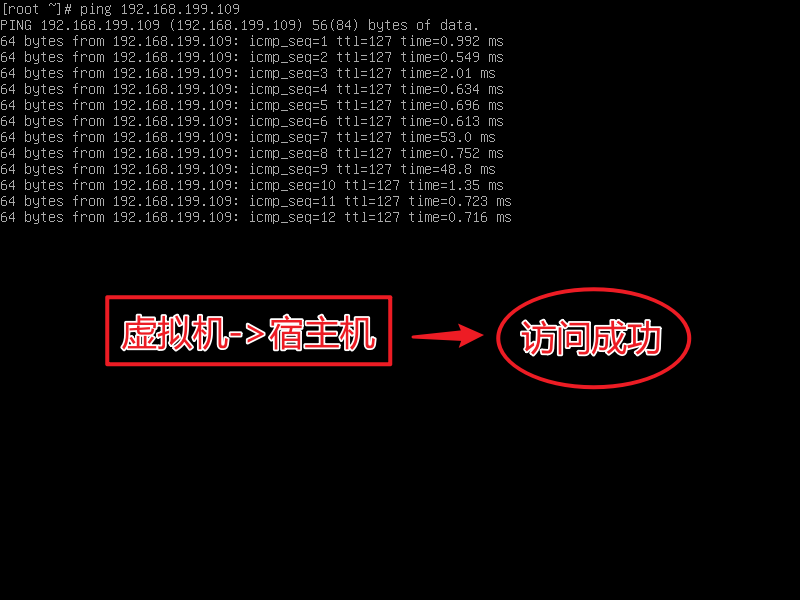 [root ~]# ping 192.168.199.109
PING 192.168.199.109 (192.168.199.109) 56(84) bytes of data.
64 bytes from 192.168.199.109: icmp_seq=1 ttl=127 time=0.992 ms
64 bytes from 192.168.199.109: icmp_seq=2 ttl=127 time=0.549 ms
64 bytes from 192.168.199.109: icmp_seq=3 ttl=127 time=2.01 ms
64 bytes from 192.168.199.109: icmp_seq=4 ttl=127 time=0.634 ms
64 bytes from 192.168.199.109: icmp_seq=5 ttl=127 time=0.696 ms
64 bytes from 192.168.199.109: icmp_seq=6 ttl=127 time=0.613 ms
64 bytes from 192.168.199.109: icmp_seq=7 ttl=127 time=53.0 ms
64 bytes from 192.168.199.109: icmp_seq=8 ttl=127 time=0.752 ms
64 bytes from 192.168.199.109: icmp_seq=9 ttl=127 time=48.8 ms
64 bytes from 192.168.199.109: icmp_seq=10 ttl=127 time=1.35 ms
64 bytes from 192.168.199.109: icmp_seq=11 ttl=127 time=0.723 ms
64 bytes from 192.168.199.109: icmp_seq=12 ttl=127 time=0.716 ms
虚拟机->宿主机
访问成功